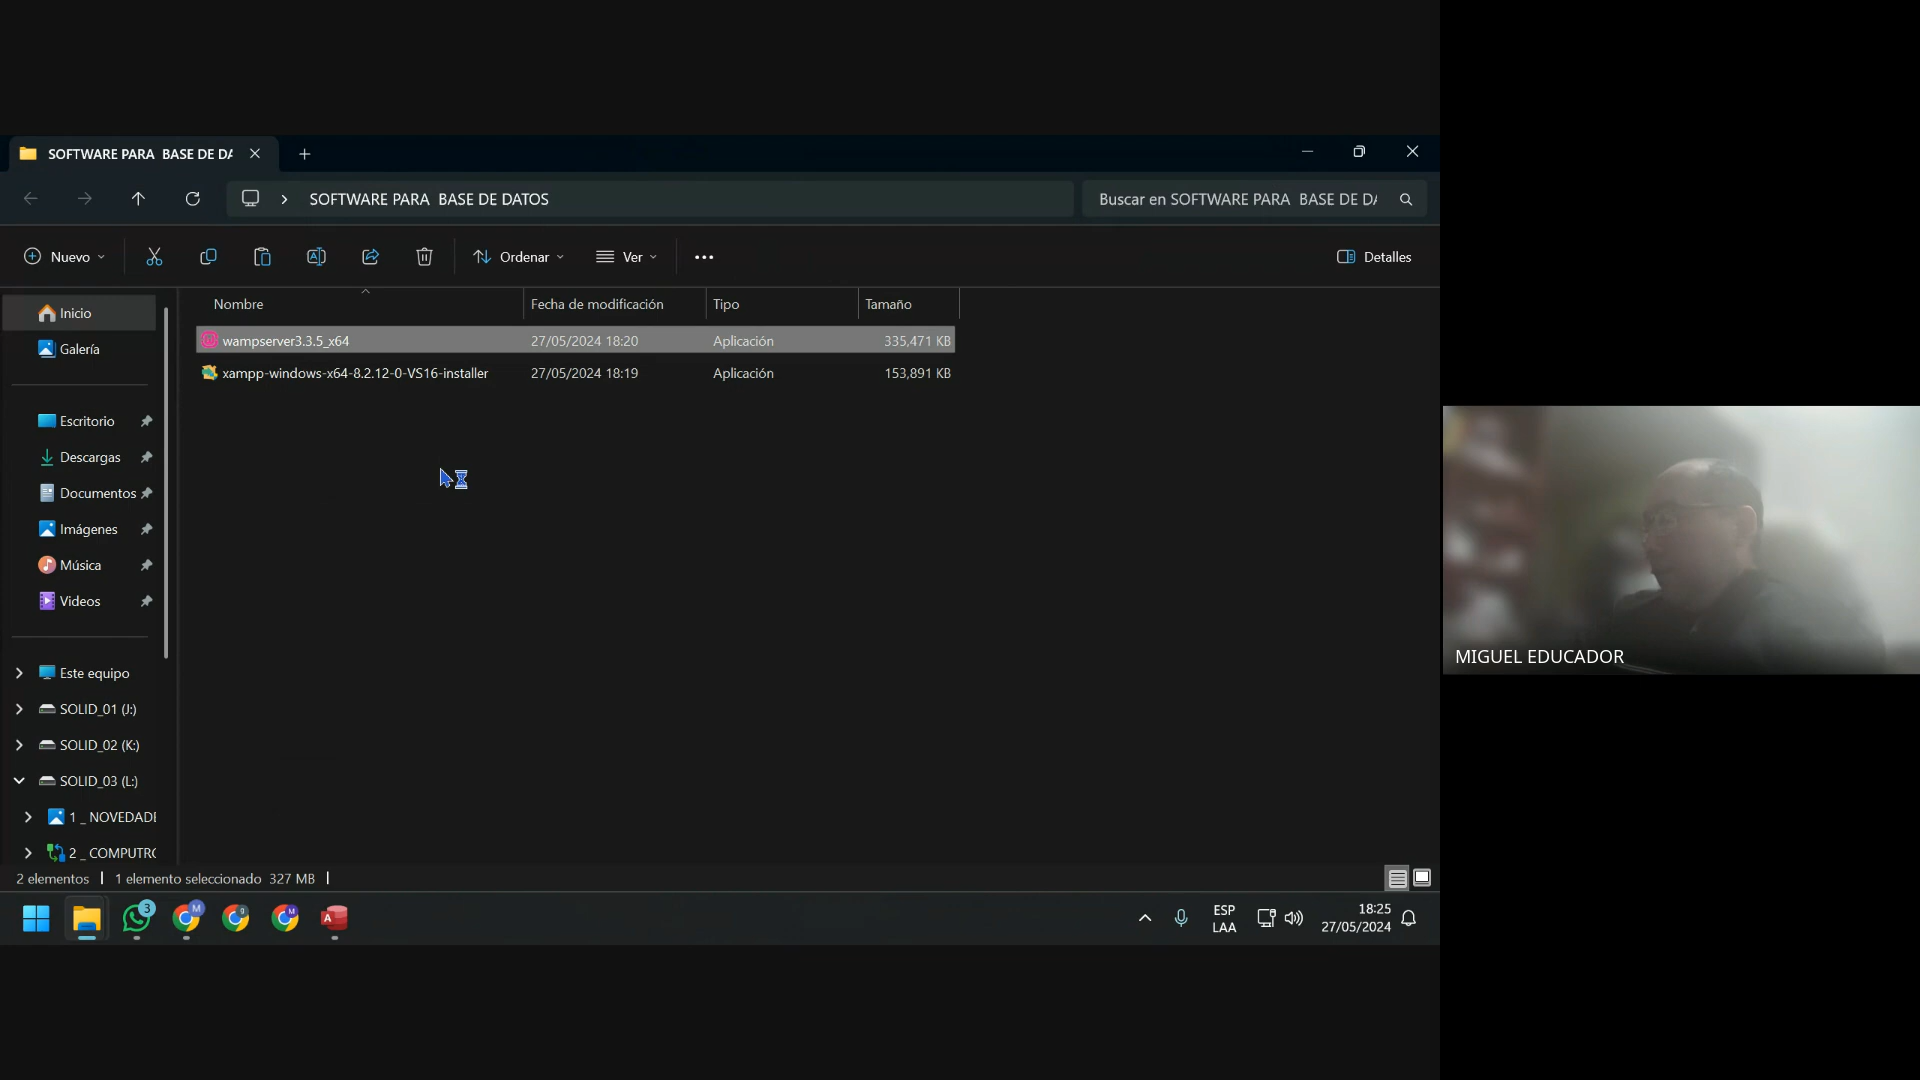 SOFTWARE PARA  BASE DE DA
SOFTWARE PARA  BASE DE DATOS
Buscar en SOFTWARE PARA  BASE DE DA
Nuevo
Ordenar
Ver
Detalles
Nombre
Fecha de modificación
Tipo
Tamaño
wampserver3.3.5_x64
27/05/2024 18:20
Aplicación
335,471 KB
xampp-windows-x64-8.2.12-0-VS16-installer
27/05/2024 18:19
Aplicación
153,891 KB
Inicio
Galería
Escritorio
Descargas
Documentos
Imágenes
Música
Videos
Este equipo
SOLID_01 (J:)
SOLID_02 (K:)
SOLID_03 (L:)
1 _ NOVEDADE
2 _ COMPUTRO
2 elementos
1 elemento seleccionado  327 MB
MIGUEL EDUCADOR
3
M
g
M
A
ESP
LAA
18:25
27/05/2024